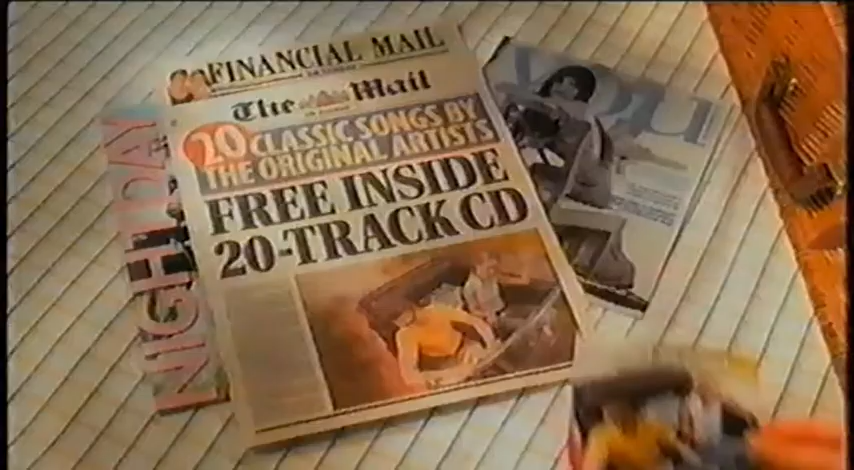 FINANCIAL MAIL
The Mail
20 CLASSIC SONGS BY
THE ORIGINAL ARTISTS
FREE INSIDE
20-TRACK CD
NIGHT&DAY
YOU